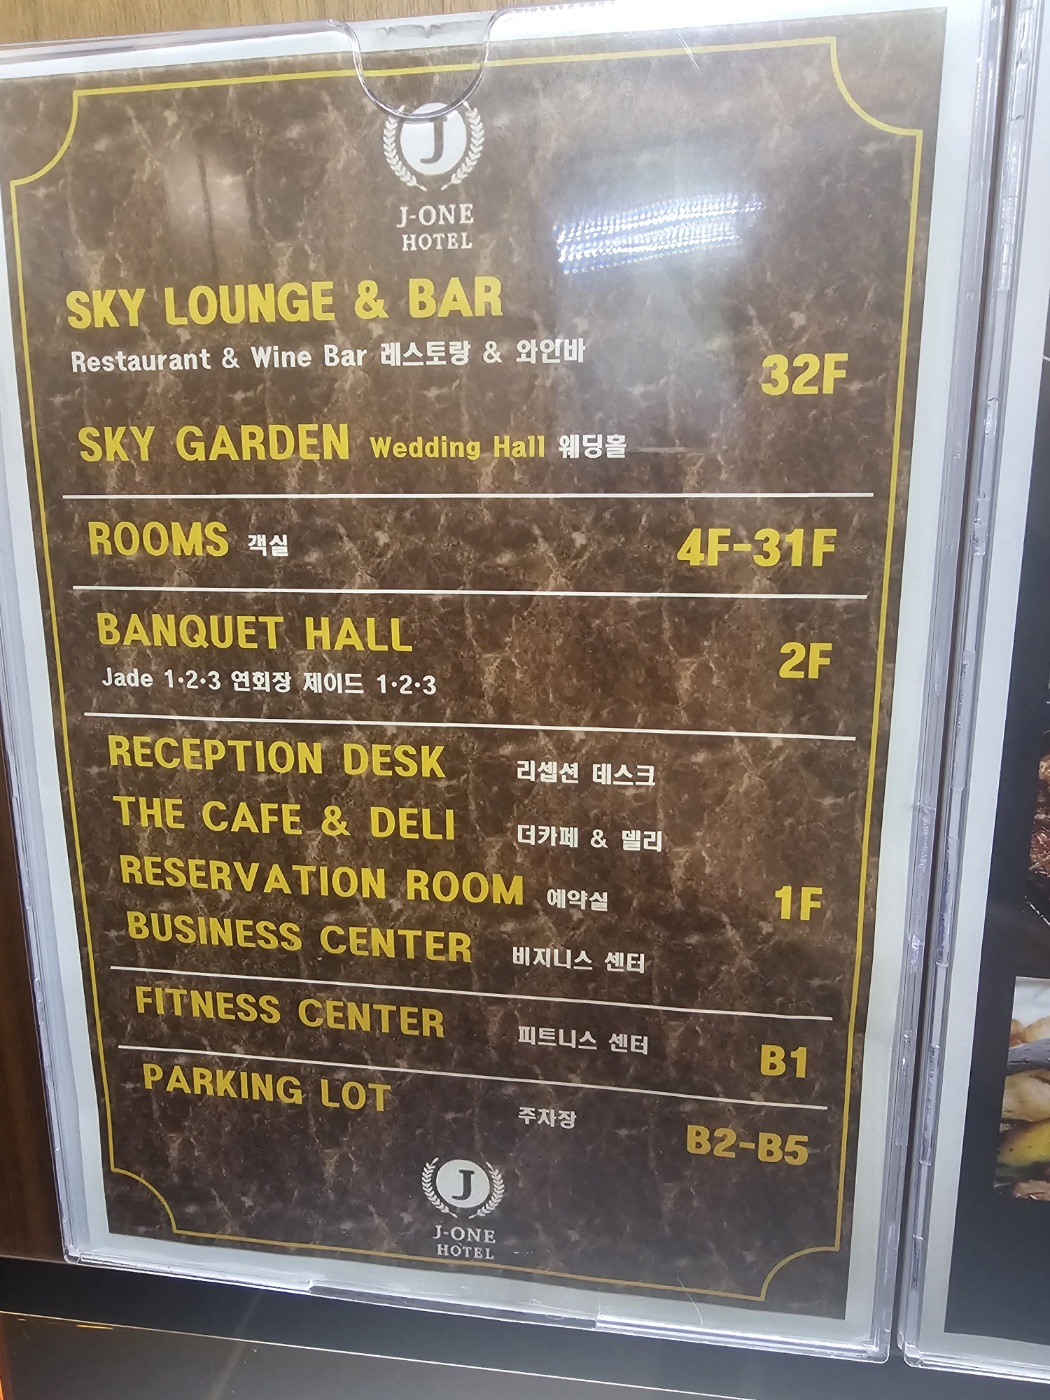 J
J-ONE
HOTEL
SKY LOUNGE & BAR
Restaurant & Wine Bar 레스토랑 & 와인바
32F
SKY GARDEN Wedding Hall 웨딩홀
ROOMS 객실 4F-31F
BANQUET HALL
2F
Jade 1·2·3 연회장 제이드 1·2·3
RECEPTION DESK 리셉션 데스크
THE CAFE & DELI 더카페 & 델리
RESERVATION ROOM 예약실 1F
BUSINESS CENTER 비지니스 센터
FITNESS CENTER 피트니스 센터 B1
PARKING LOT 주차장 B2-B5
J
J-ONE
HOTEL